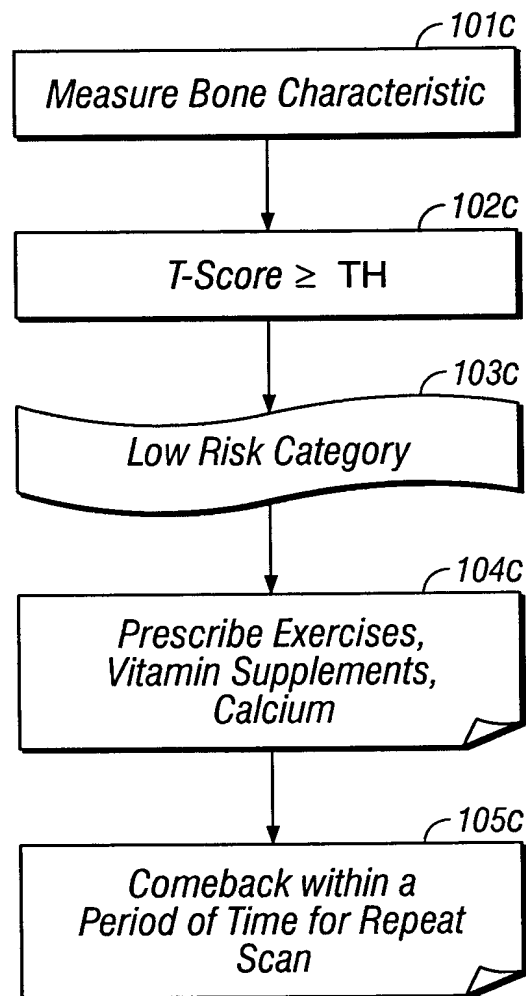 101C
Measure Bone Characteristic
102C
T-Score ≥ TH
103C
Low Risk Category
104C
Prescribe Exercises,
Vitamin Supplements,
Calcium
105C
Comeback within a
Period of Time for Repeat
Scan